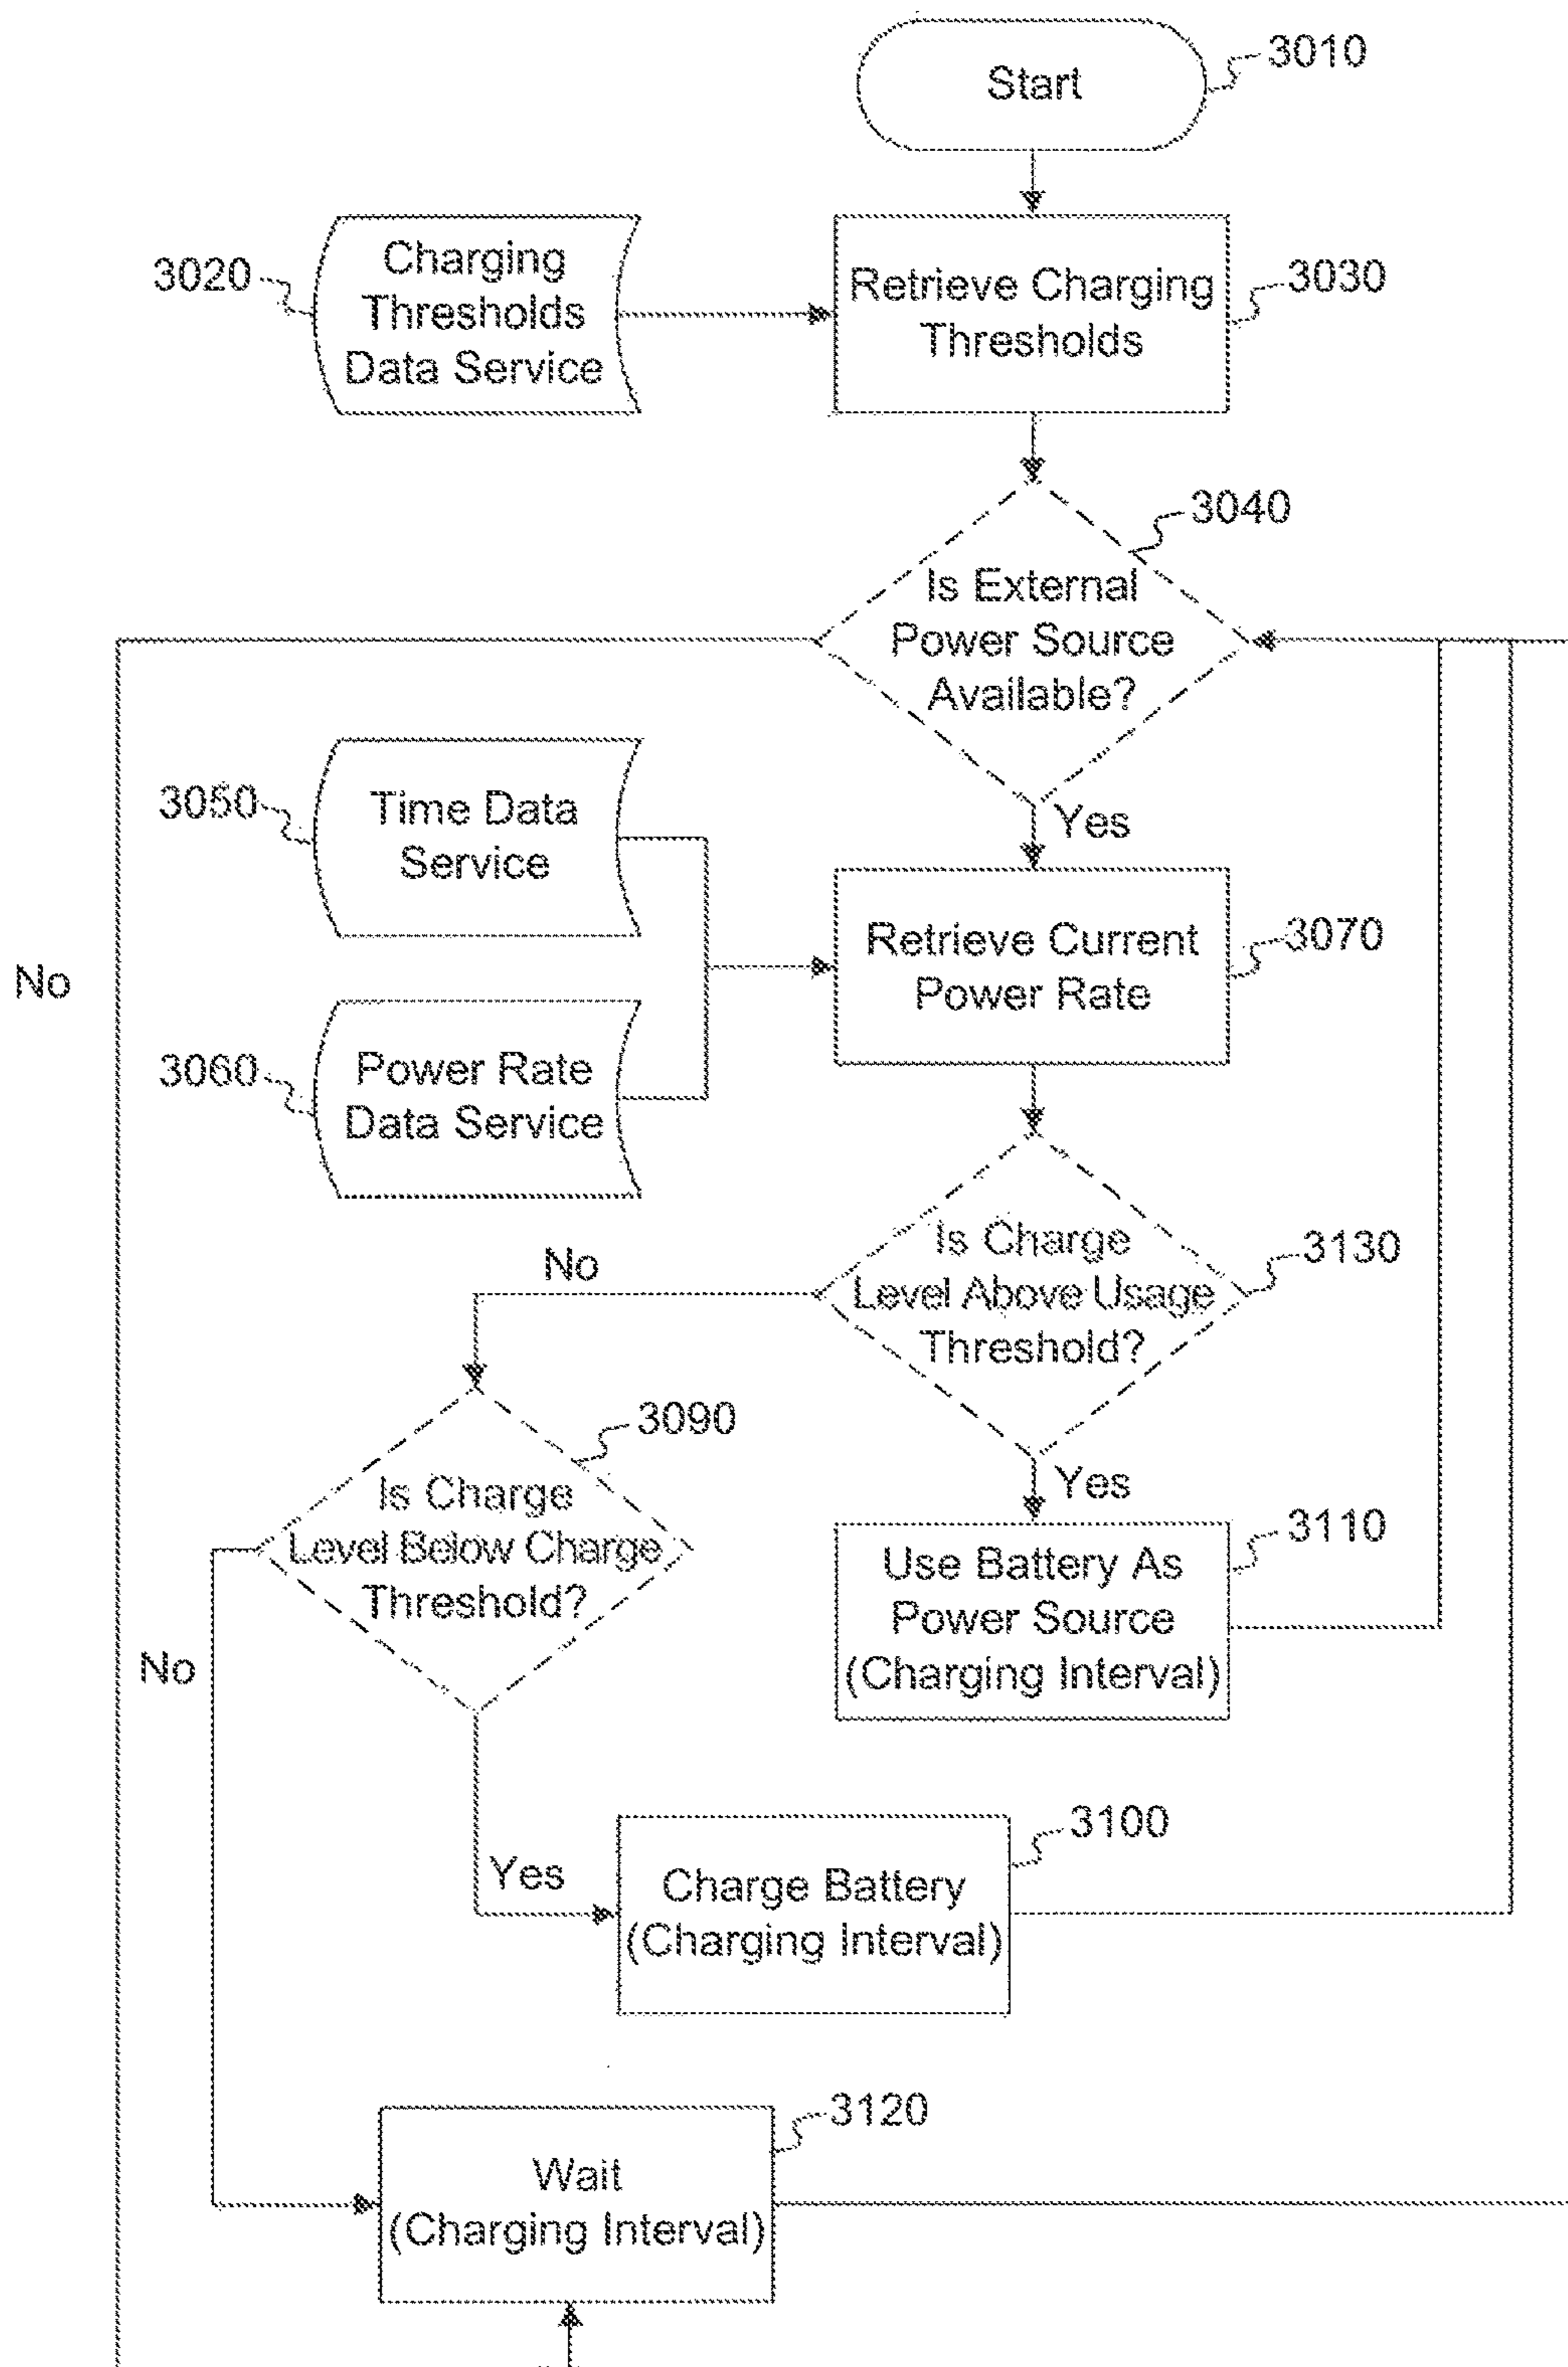 Start
3010
3020
Charging
Thresholds
Data Service
Retrieve Charging
Thresholds
3030
3040
Is External
Power Source
Available?
3050
Time Data
Service
Yes
No
Retrieve Current
Power Rate
3070
3060
Power Rate
Data Service
No
Is Charge
Level Above Usage
Threshold?
3130
3090
Is Charge
Level Below Charge
Threshold?
Yes
Use Battery As
Power Source
(Charging Interval)
3110
No
Yes
Charge Battery
(Charging Interval)
3100
Wait
(Charging Interval)
3120